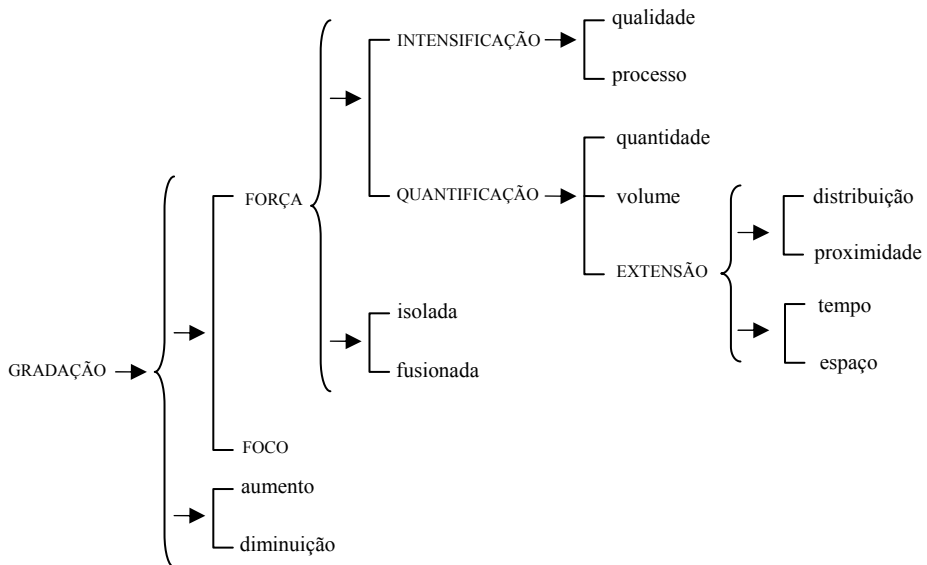 qualidade
INTENSIFICAÇÃO
processo
quantidade
FORÇA
QUANTIFICAÇÃO
volume
distribuição
proximidade
EXTENSÃO
tempo
isolada
espaço
GRADAÇÃO
fusionada
FOCO
aumento
diminuição